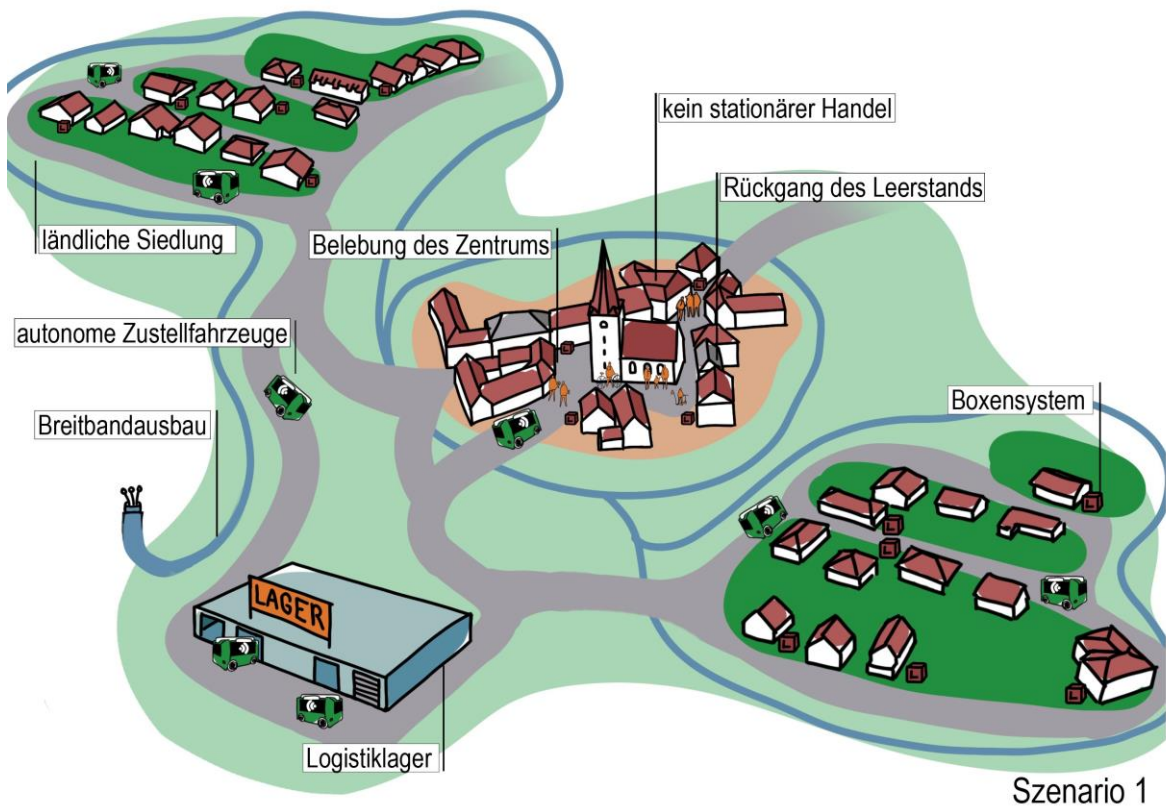 kein stationärer Handel
Rückgang des Leerstands
ländliche Siedlung
Belebung des Zentrums
autonome Zustellfahrzeuge
Breitbandausbau
Boxensystem
LAGER
Logistiklager
Szenario 1